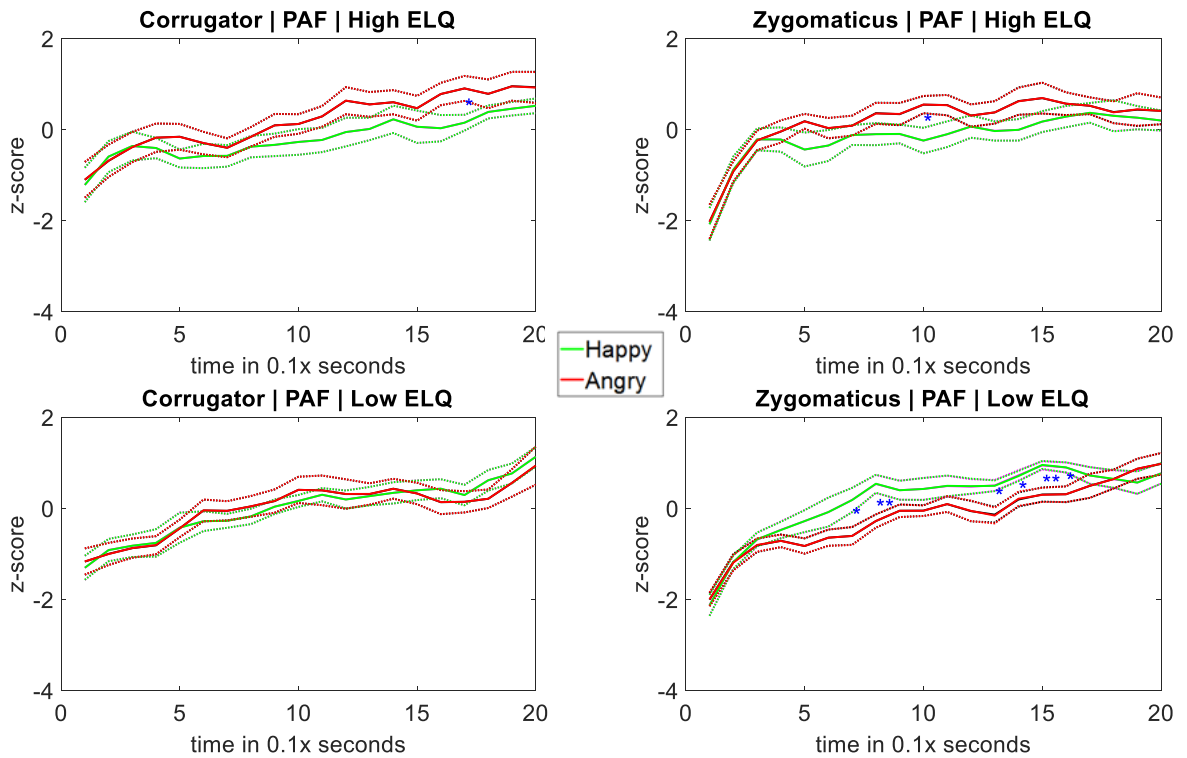 Corrugator | PAF | High ELQ
2
0
-2
-4
z-score
0 5 10 15 20
time in 0.1x seconds
*
Zygomaticus | PAF | High ELQ
2
0
-2
-4
z-score
0 5 10 15 20
time in 0.1x seconds
*
Happy
Angry
Corrugator | PAF | Low ELQ
2
0
-2
-4
z-score
0 5 10 15 20
time in 0.1x seconds
Zygomaticus | PAF | Low ELQ
2
0
-2
-4
z-score
0 5 10 15 20
time in 0.1x seconds
* ** * * ** *